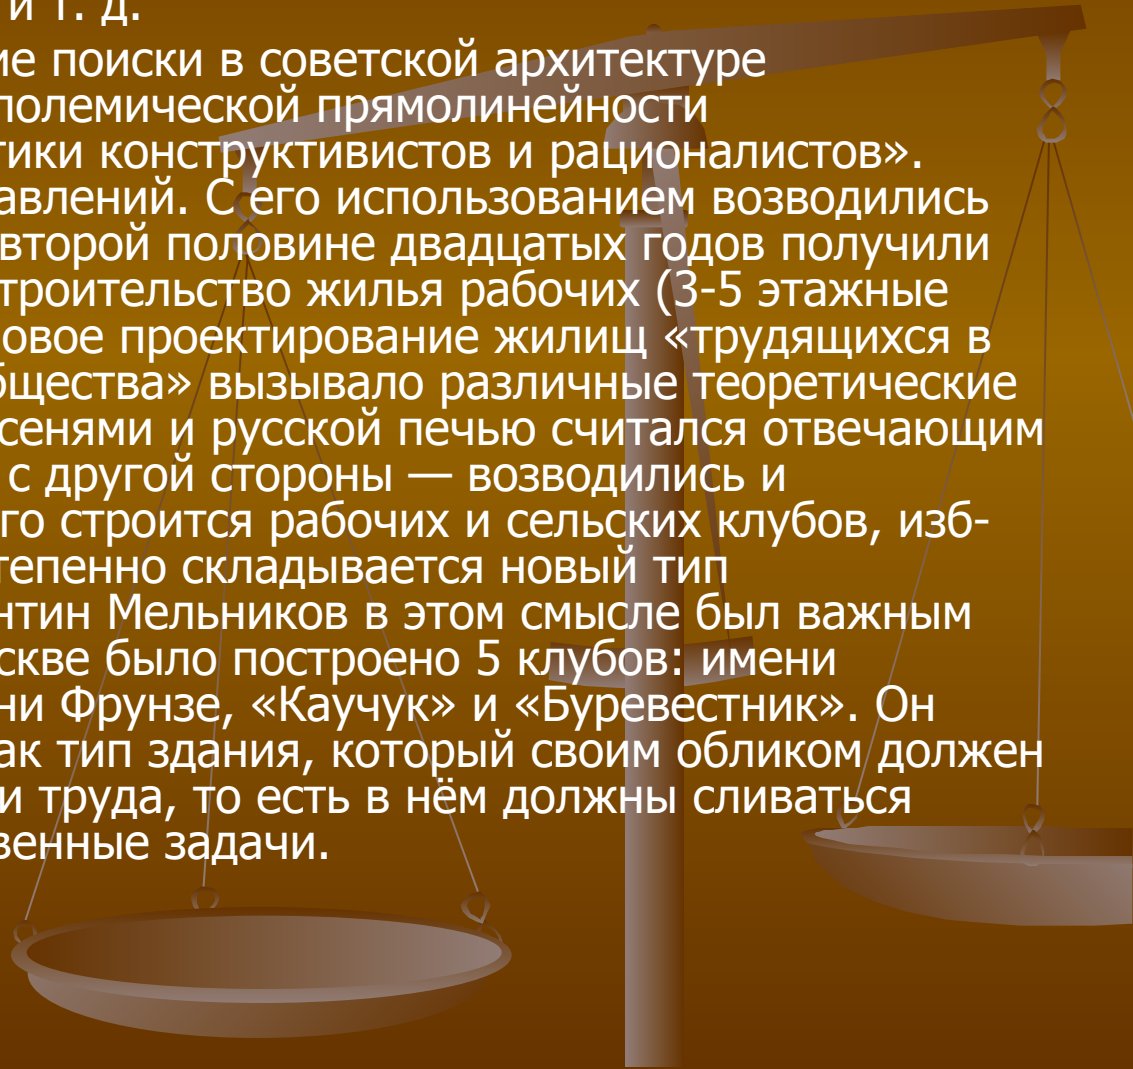 и т. д.
ие поиски в советской архитектуре
полемической прямолинейности
тики конструктивистов и рационалистов».
авлений. С его использованием возводились
второй половине двадцатых годов получили
троительство жилья рабочих (3-5 этажные
овое проектирование жилищ «трудящихся в
бщества» вызывало различные теоретические
сенями и русской печью считался отвечающим
с другой стороны — возводились и
го строится рабочих и сельских клубов, изб-
тепенно складывается новый тип
нтин Мельников в этом смысле был важным
скве было построено 5 клубов: имени
ни Фрунзе, «Каучук» и «Буревестник». Он
ак тип здания, который своим обликом должен
и труда, то есть в нём должны сливаться
венные задачи.